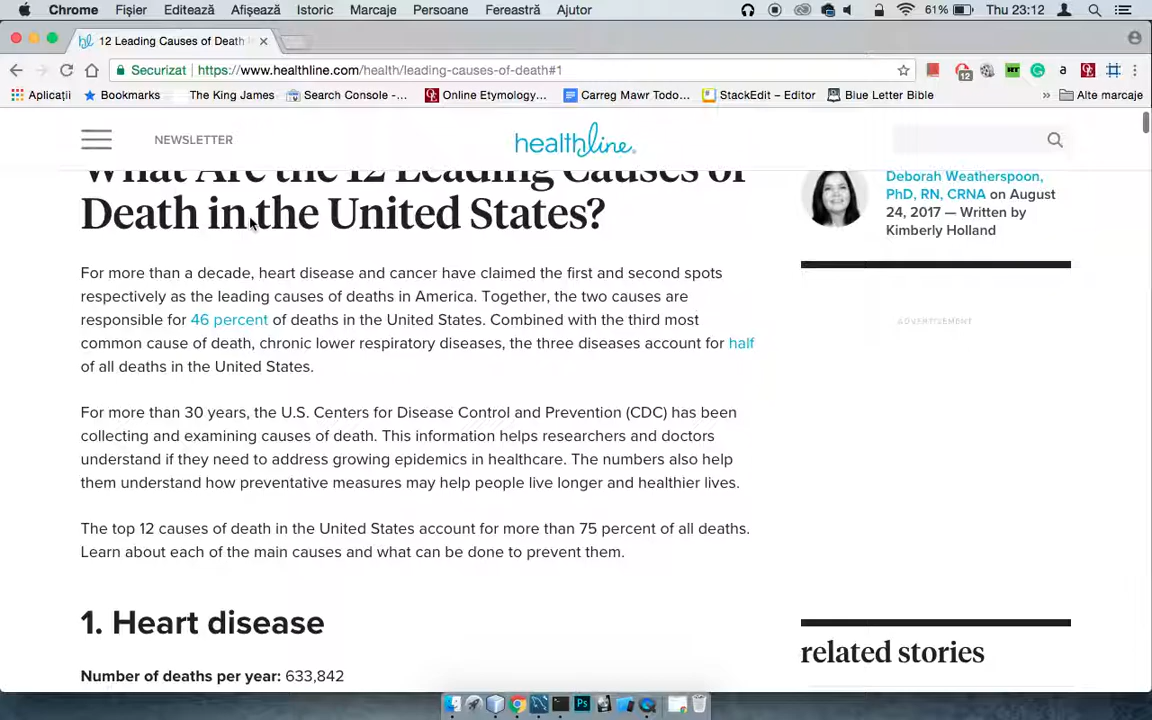 Chrome Fișier Editează Afișează Istoric Marcaje Persoane Fereastră Ajutor 61% Thu 23:12
12 Leading Causes of Death
Securizat https://www.healthline.com/health/leading-causes-of-death#1
12
Aplicații Bookmarks The King James Search Console -... Online Etymology... Carreg Mawr Todo... StackEdit – Editor Blue Letter Bible » Alte marcaje
NEWSLETTER
healthline
What Are the 12 Leading Causes of
Death in the United States?
Deborah Weatherspoon,
PhD, RN, CRNA on August
24, 2017 — Written by
Kimberly Holland
ADVERTISEMENT
For more than a decade, heart disease and cancer have claimed the first and second spots
respectively as the leading causes of deaths in America. Together, the two causes are
responsible for 46 percent of deaths in the United States. Combined with the third most
common cause of death, chronic lower respiratory diseases, the three diseases account for half
of all deaths in the United States.
For more than 30 years, the U.S. Centers for Disease Control and Prevention (CDC) has been
collecting and examining causes of death. This information helps researchers and doctors
understand if they need to address growing epidemics in healthcare. The numbers also help
them understand how preventative measures may help people live longer and healthier lives.
The top 12 causes of death in the United States account for more than 75 percent of all deaths.
Learn about each of the main causes and what can be done to prevent them.
1. Heart disease
Number of deaths per year: 633,842
related stories
Ps